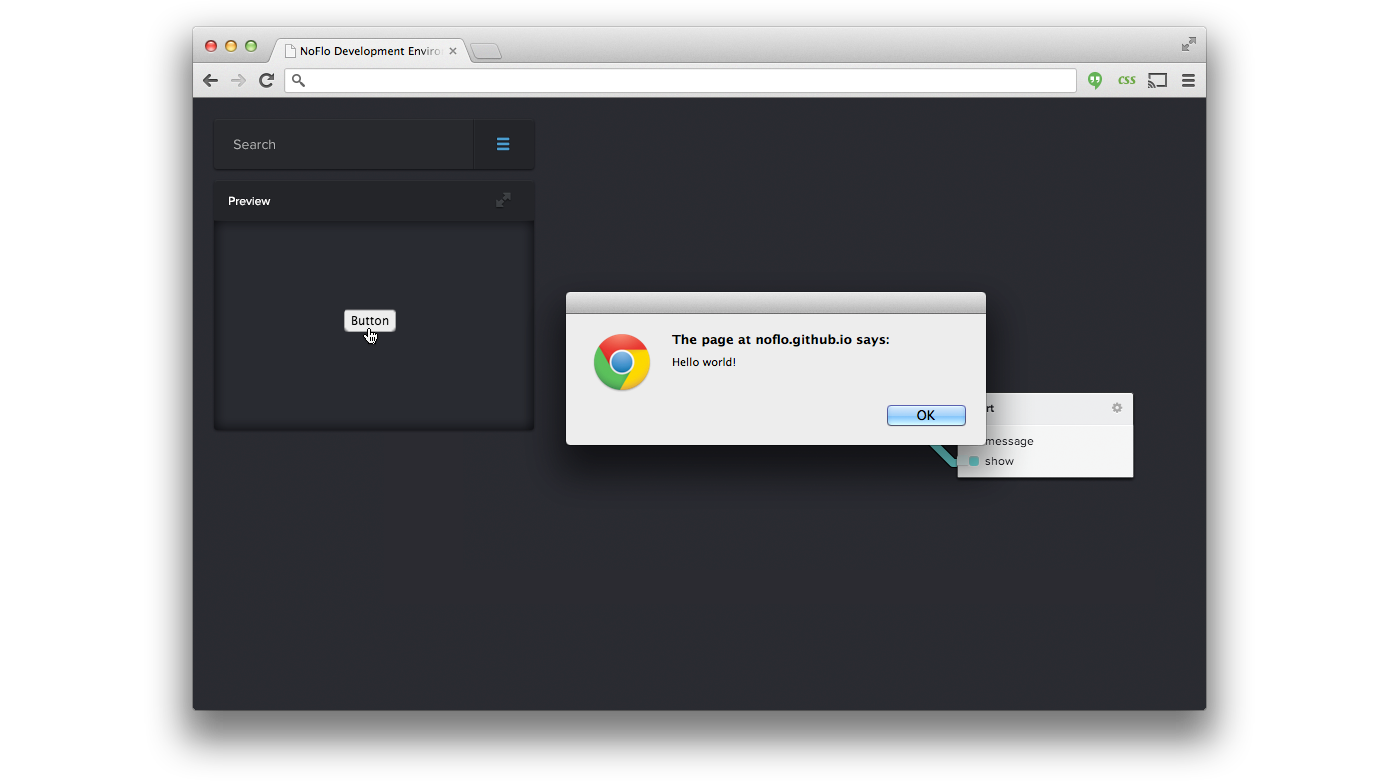 NoFlo Development Enviro
css
Search
Preview
Button
The page at noflo.github.io says:
Hello world!
OK
rt
message
show